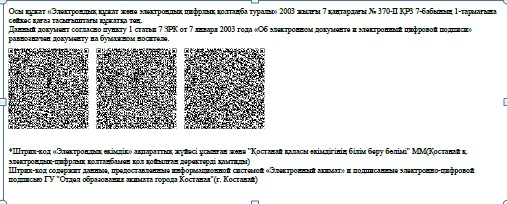 Осы құжат «Электрондық құжат және электрондық цифрлық қолтаңба туралы» 2003 жылғы 7 қаңтардағы № 370-II ҚРЗ 7-бабының 1-тармағына
сәйкес қағаз тасығыштағы құжатқа тең.
Данный документ согласно пункту 1 статьи 7 ЗРК от 7 января 2003 года «Об электронном документе и электронный цифровой подписи»
равнозначен документу на бумажном носителе.
*Штрих-код «Электрондық әкімдік» ақпараттық жүйесі ұсынған және "Қостанай қаласы әкімдігінің білім беру бөлімі" ММ(Қостанай қ.
электрондық-цифрлық қолтаңбамен қол қойылған деректерді қамтиды)
Штрих-код содержит данные, предоставленные информационной системой «Электронный акимат» и подписанные электронно-цифровой
подписью ГУ "Отдел образования акимата города Костаная"(г. Костанай)